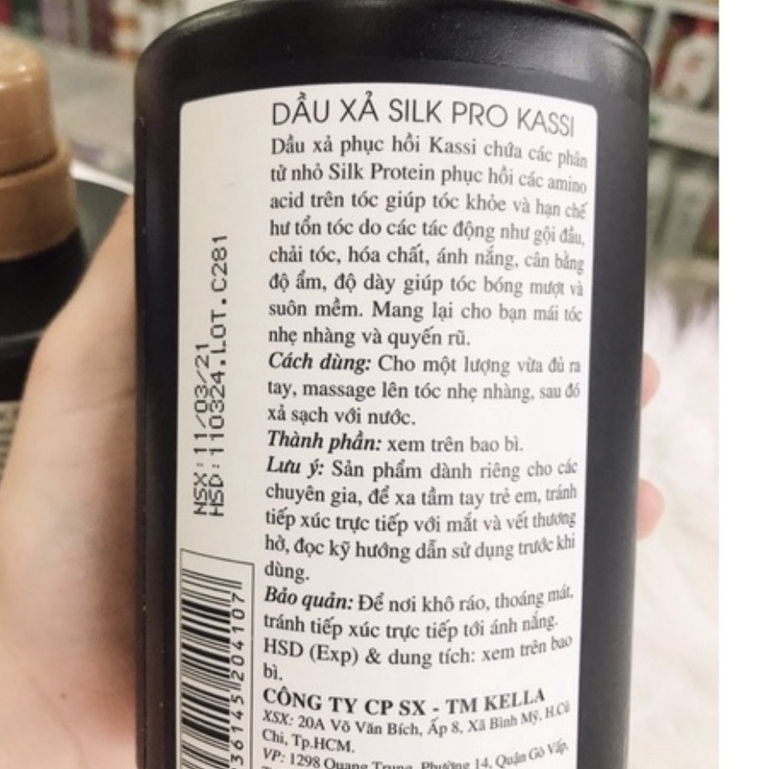 DẦU XẢ SILK PRO KASSI
Dầu xả phục hồi Kassi chứa các phân
tử nhỏ Silk Protein phục hồi các amino
acid trên tóc giúp tóc khỏe và hạn chế
hư tổn tóc do các tác động như gội đầu,
chải tóc, hóa chất, ánh nắng, cân bằng
độ ẩm, độ dày giúp tóc bóng mượt và
suôn mềm. Mang lại cho bạn mái tóc
nhẹ nhàng và quyến rũ.
Cách dùng: Cho một lượng vừa đủ ra
tay, massage lên tóc nhẹ nhàng, sau đó
xả sạch với nước.
Thành phần: xem trên bao bì.
Lưu ý: Sản phẩm dành riêng cho các
chuyên gia, để xa tầm tay trẻ em, tránh
tiếp xúc trực tiếp với mắt và vết thương
hở, đọc kỹ hướng dẫn sử dụng trước khi
dùng.
Bảo quản: Để nơi khô ráo, thoáng mát,
tránh tiếp xúc trực tiếp tới ánh nắng.
HSD (Exp) & dung tích: xem trên bao
bì.
CÔNG TY CP SX - TM KELLA
XSX: 20A Võ Văn Bích, Ấp 8, Xã Bình Mỹ, H.Củ
Chi, Tp.HCM.
VP: 1298 Quang Trung, Phường 14, Quận Gò Vấp,
NSX:11/03/21
HSD:110324.LOT.C281
36145204107